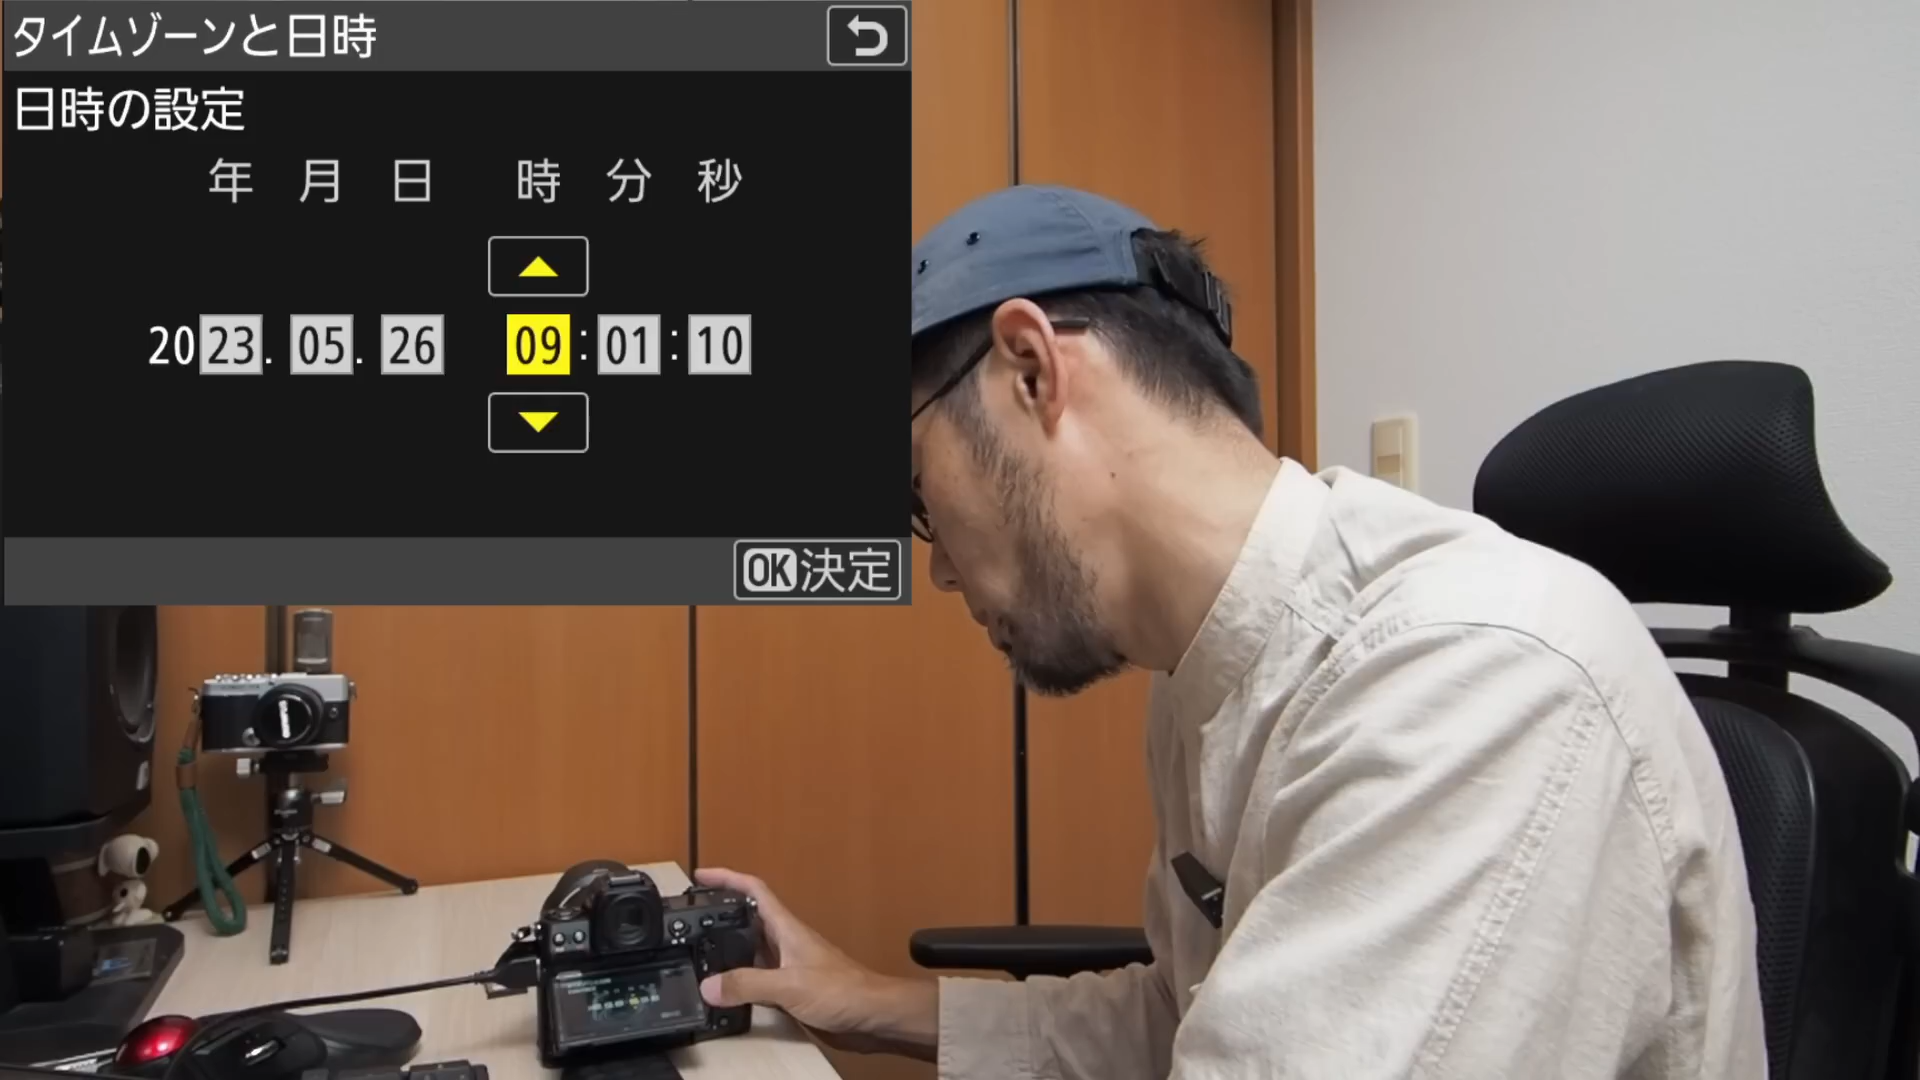 タイムゾーンと日時
日時の設定
年 月 日 時 分 秒
2023. 05. 26 09:01:10
OK決定